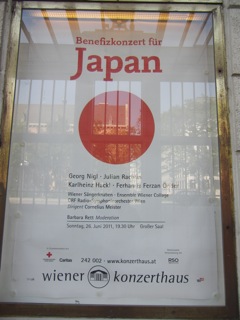 Benefizkonzert für
Japan
Georg Nigl · Julian
Karlheinz Hackl · Ferhan & Ferzan Önder
Wiener Sängerknaben · Ensemble Wiener Collage
ORF Radio-Symphonieorchester Wien
Dirigent Cornelius Meister
Barbara Rett Moderation
Sonntag, 26. Juni 2011, 19.30 Uhr · Großer Saal
Caritas
242 002 · www.konzerthaus.at
RSO
wiener konzerthaus